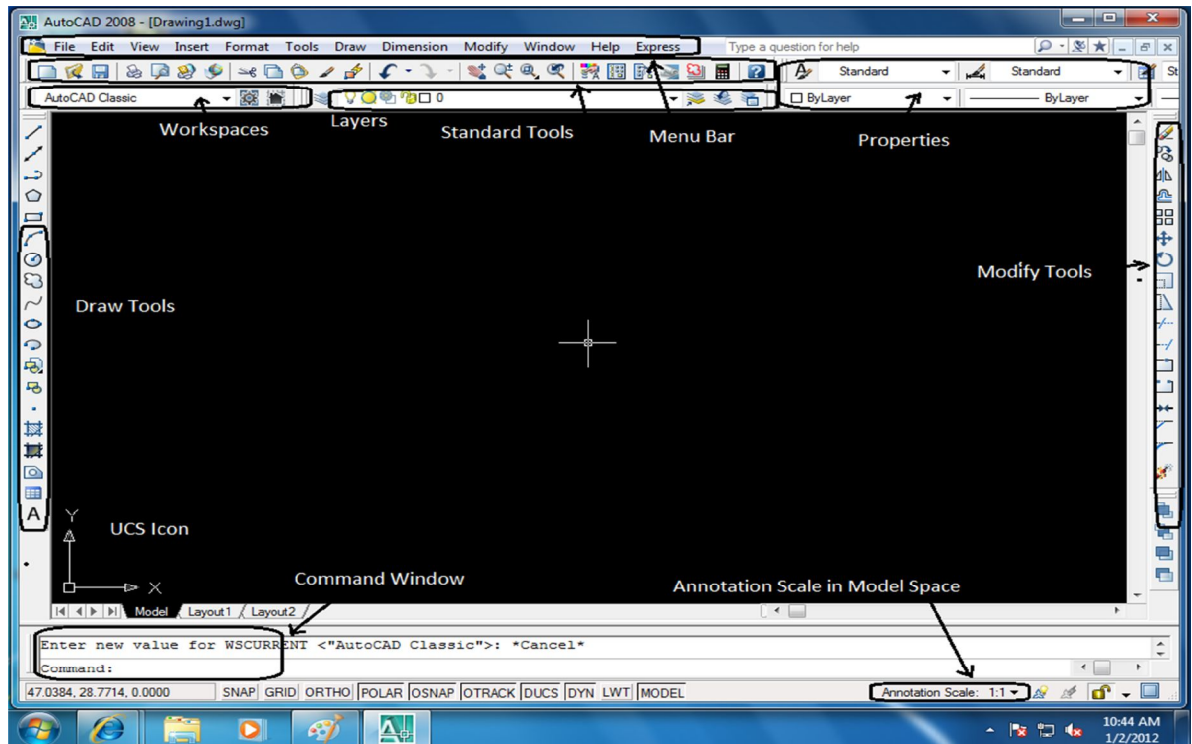 AutoCAD 2008 - [Drawing1.dwg]
File Edit View Insert Format Tools Draw Dimension Modify Window Help Express Type a question for help
Standard Standard St
AutoCAD Classic 0 ByLayer ByLayer
Workspaces Layers Standard Tools Menu Bar Properties
Modify Tools
Draw Tools
A
Y
UCS Icon
X
Command Window Annotation Scale in Model Space
Model Layout1 Layout2
Enter new value for WSCURRENT <"AutoCAD Classic">: *Cancel*
Command:
47.0384, 28.7714, 0.0000 SNAP GRID ORTHO POLAR OSNAP OTRACK DUCS DYN LWT MODEL Annotation Scale: 1:1
10:44 AM
1/2/2012